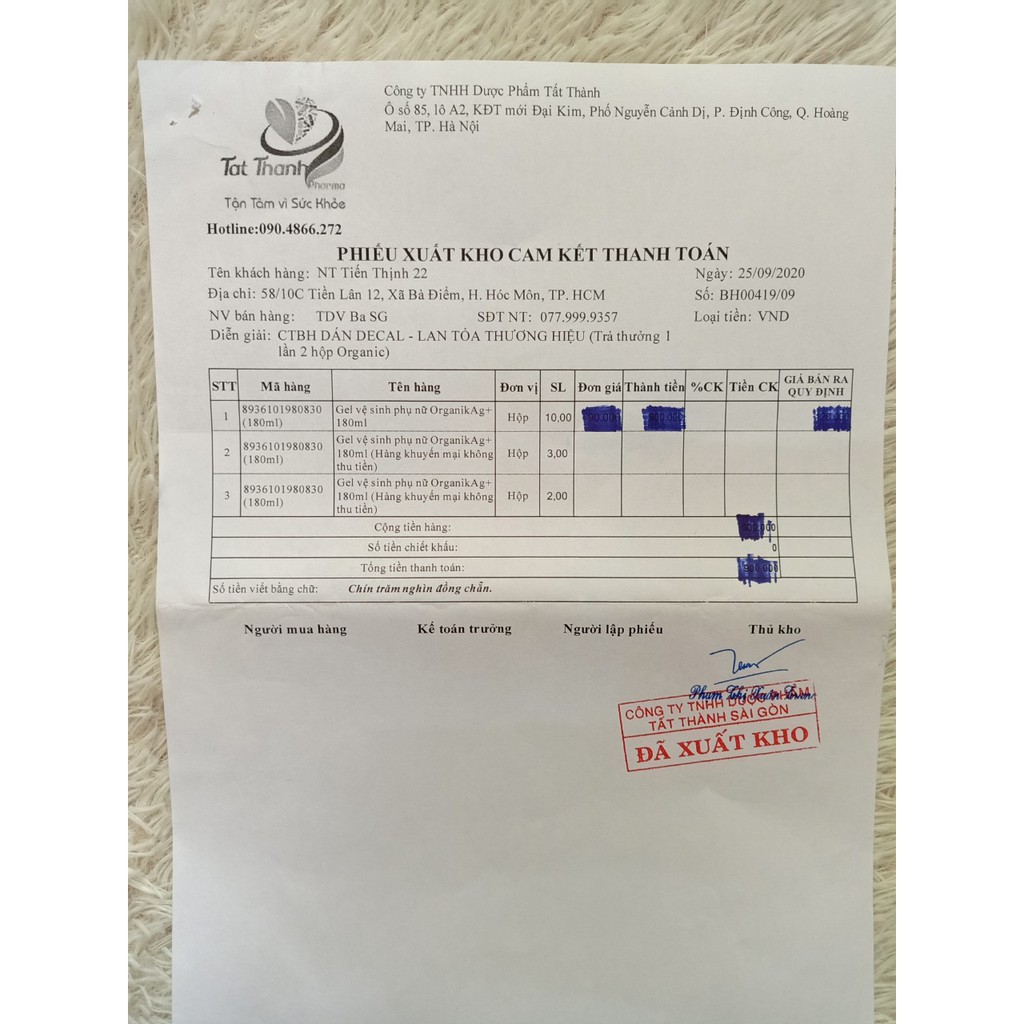 Công ty TNHH Dược Phẩm Tất Thành
Ô số 85, lô A2, KĐT mới Đại Kim, Phố Nguyễn Cảnh Dị, P. Định Công, Q. Hoàng
Mai, TP. Hà Nội
Tat Thanh
Pharma
Tận Tâm vì Sức Khỏe
Hotline:090.4866.272
PHIẾU XUẤT KHO CAM KẾT THANH TOÁN
Tên khách hàng: NT Tiến Thịnh 22 Ngày: 25/09/2020
Địa chỉ: 58/10C Tiền Lân 12, Xã Bà Điểm, H. Hóc Môn, TP. HCM Số: BH00419/09
NV bán hàng: TDV Ba SG SĐT NT: 077.999.9357 Loại tiền: VND
Diễn giải: CTBH DÁN DECAL - LAN TỎA THƯƠNG HIỆU (Trả thưởng 1
lần 2 hộp Organic)
STT Mã hàng Tên hàng Đơn vị SL Đơn giá Thành tiền %CK Tiền CK GIÁ BÁN RA
QUY ĐỊNH
1 8936101980830 Gel vệ sinh phụ nữ OrganikAg+ Hộp 10,00
(180ml) 180ml
2 8936101980830 Gel vệ sinh phụ nữ OrganikAg+ Hộp 3,00
(180ml) 180ml (Hàng khuyến mại không
thu tiền)
3 8936101980830 Gel vệ sinh phụ nữ OrganikAg+ Hộp 2,00
(180ml) 180ml (Hàng khuyến mại không
thu tiền)
Cộng tiền hàng:
Số tiền chiết khấu: 0
Tổng tiền thanh toán:
Số tiền viết bằng chữ: Chín trăm nghìn đồng chẵn.
Người mua hàng Kế toán trưởng Người lập phiếu Thủ kho
CÔNG TY TNHH DƯỢC PHẨM
TẤT THÀNH SÀI GÒN
ĐÃ XUẤT KHO